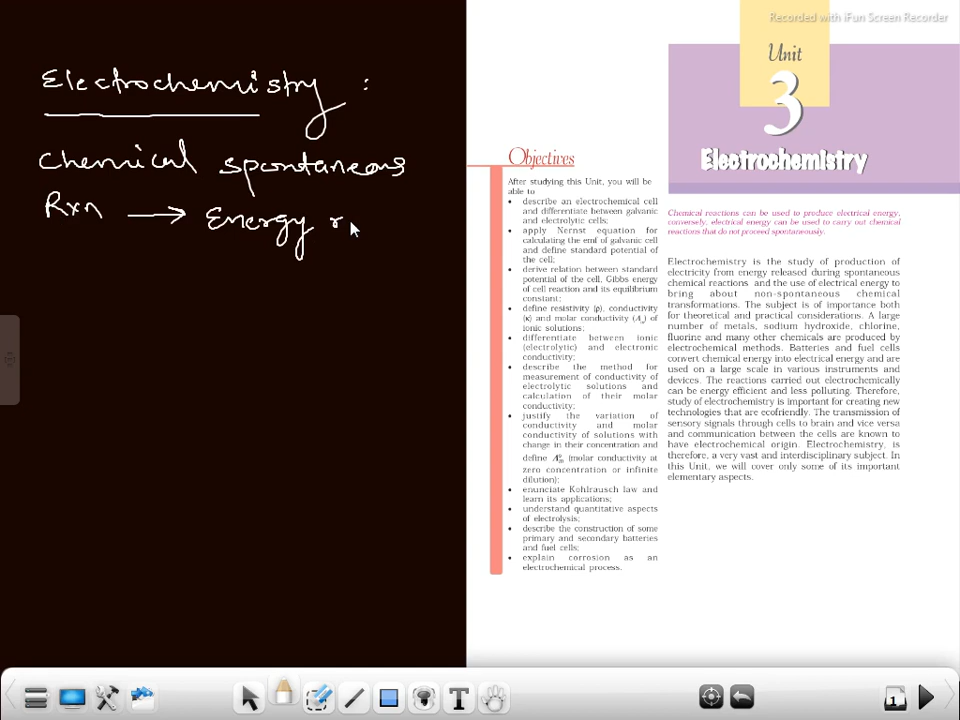 Recorded with iFun Screen Recorder
Electrochemistry :
Chemical spontaneous
Rxn → Energy r
Unit
3
Electrochemistry
Objectives
After studying this Unit, you will be
able to
• describe an electrochemical cell
and differentiate between galvanic
and electrolytic cells;
• apply Nernst equation for
calculating the emf of galvanic cell
and define standard potential of
the cell;
• derive relation between standard
potential of the cell, Gibbs energy
of cell reaction and its equilibrium
constant;
• define resistivity (ρ), conductivity
(κ) and molar conductivity (Λm) of
ionic solutions;
• differentiate between ionic
(electrolytic) and electronic
conductivity;
• describe the method for
measurement of conductivity of
electrolytic solutions and
calculation of their molar
conductivity;
• justify the variation of
conductivity and molar
conductivity of solutions with
change in their concentration and
define Λ°m (molar conductivity at
zero concentration or infinite
dilution);
• enunciate Kohlrausch law and
learn its applications;
• understand quantitative aspects
of electrolysis;
• describe the construction of some
primary and secondary batteries
and fuel cells;
• explain corrosion as an
electrochemical process.
Chemical reactions can be used to produce electrical energy,
conversely, electrical energy can be used to carry out chemical
reactions that do not proceed spontaneously.
Electrochemistry is the study of production of
electricity from energy released during spontaneous
chemical reactions and the use of electrical energy to
bring about non-spontaneous chemical
transformations. The subject is of importance both
for theoretical and practical considerations. A large
number of metals, sodium hydroxide, chlorine,
fluorine and many other chemicals are produced by
electrochemical methods. Batteries and fuel cells
convert chemical energy into electrical energy and are
used on a large scale in various instruments and
devices. The reactions carried out electrochemically
can be energy efficient and less polluting. Therefore,
study of electrochemistry is important for creating new
technologies that are ecofriendly. The transmission of
sensory signals through cells to brain and vice versa
and communication between the cells are known to
have electrochemical origin. Electrochemistry, is
therefore, a very vast and interdisciplinary subject. In
this Unit, we will cover only some of its important
elementary aspects.
T
1